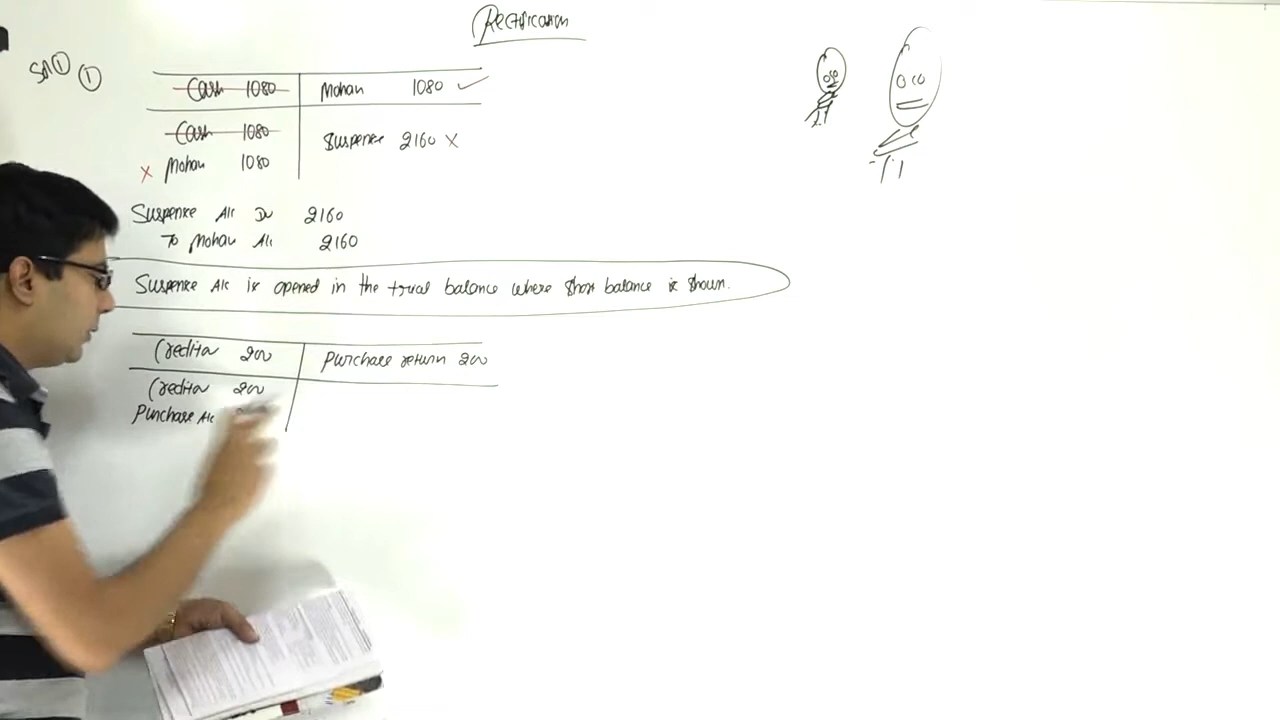 Rectification
SA① ①
Cash 1080 Mohan 1080
Cash 1080 Suspense 2160 X
X Mohan 1080
Suspense A/c Dr 2160
To Mohan A/c 2160
Suspense A/c is opened in the trial balance where short balance is shown.
Creditor 200 Purchase return 200
Creditor 200
Purchase A/c